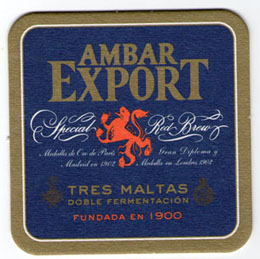 AMBAR
EXPORT
Special Red Brew
Medalla de Oro de París Gran Diploma y
Madrid en 1902 Medalla en Londres 1902
TRES MALTAS
DOBLE FERMENTACIÓN
FUNDADA EN 1900